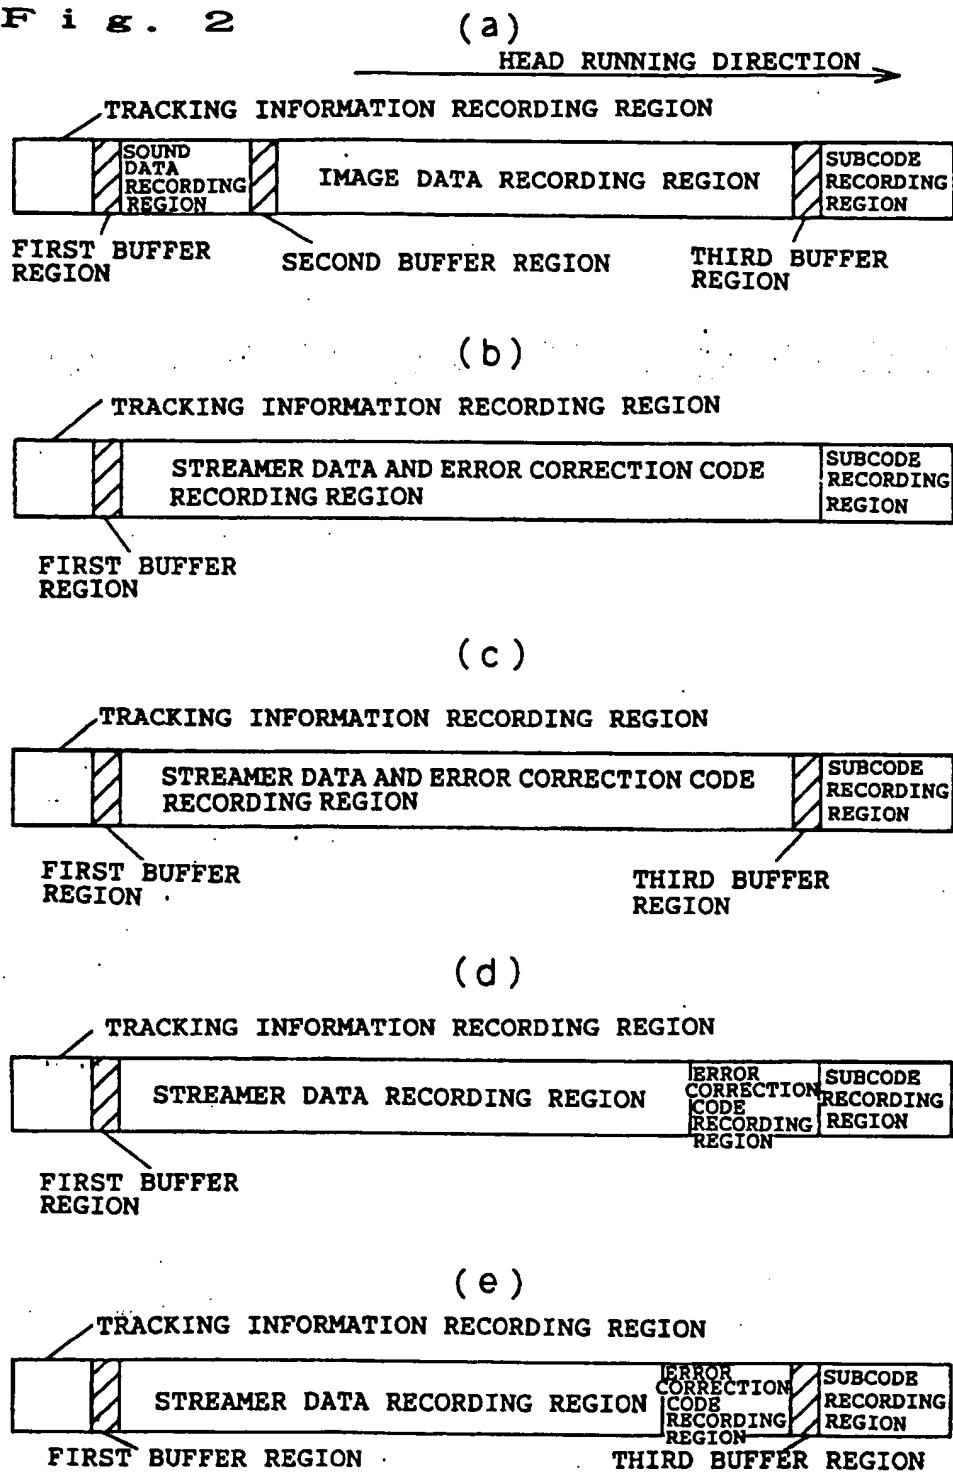 Fig. 2
(a)
HEAD RUNNING DIRECTION
TRACKING INFORMATION RECORDING REGION
SOUND
DATA
RECORDING
REGION
IMAGE DATA RECORDING REGION
SUBCODE
RECORDING
REGION
FIRST BUFFER
REGION
SECOND BUFFER REGION
THIRD BUFFER
REGION
(b)
TRACKING INFORMATION RECORDING REGION
STREAMER DATA AND ERROR CORRECTION CODE
RECORDING REGION
SUBCODE
RECORDING
REGION
FIRST BUFFER
REGION
(c)
TRACKING INFORMATION RECORDING REGION
STREAMER DATA AND ERROR CORRECTION CODE
RECORDING REGION
SUBCODE
RECORDING
REGION
FIRST BUFFER
REGION
THIRD BUFFER
REGION
(d)
TRACKING INFORMATION RECORDING REGION
STREAMER DATA RECORDING REGION
ERROR
CORRECTION
CODE
RECORDING
REGION
SUBCODE
RECORDING
REGION
FIRST BUFFER
REGION
(e)
TRACKING INFORMATION RECORDING REGION
STREAMER DATA RECORDING REGION
ERROR
CORRECTION
CODE
RECORDING
REGION
SUBCODE
RECORDING
REGION
FIRST BUFFER REGION
THIRD BUFFER REGION